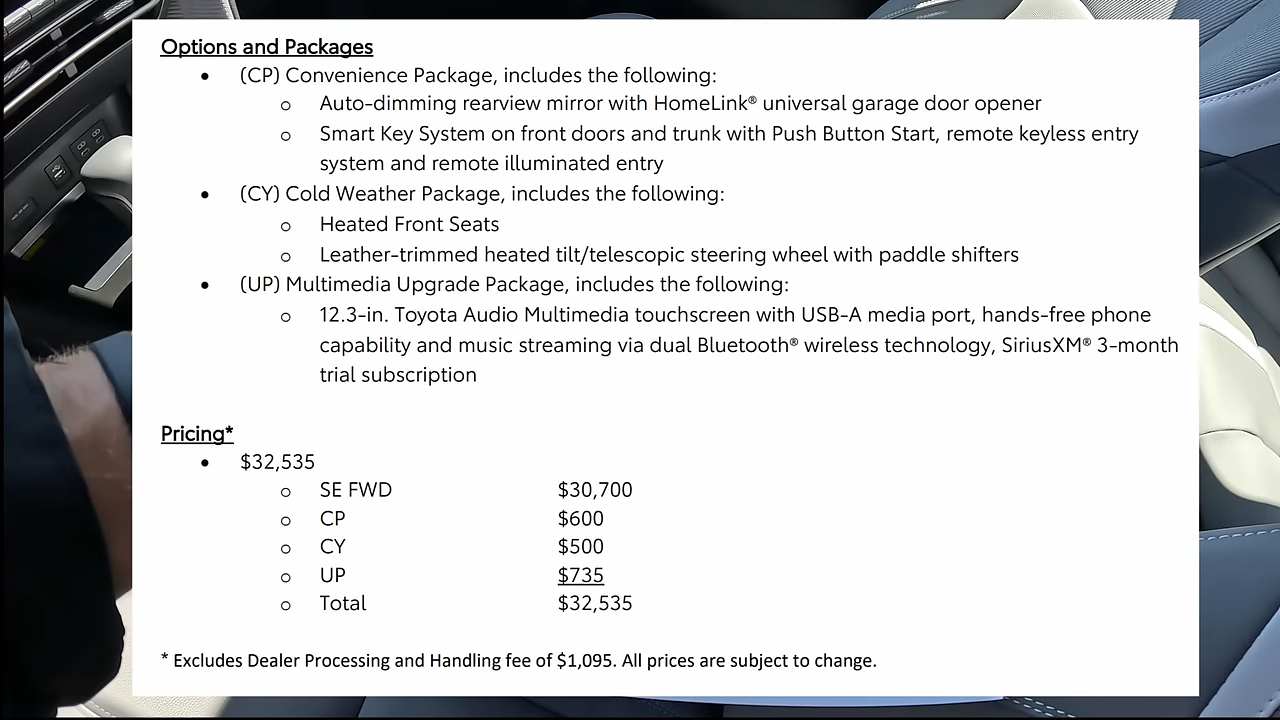 Options and Packages
• (CP) Convenience Package, includes the following:
o Auto-dimming rearview mirror with HomeLink® universal garage door opener
o Smart Key System on front doors and trunk with Push Button Start, remote keyless entry
system and remote illuminated entry
• (CY) Cold Weather Package, includes the following:
o Heated Front Seats
o Leather-trimmed heated tilt/telescopic steering wheel with paddle shifters
• (UP) Multimedia Upgrade Package, includes the following:
o 12.3-in. Toyota Audio Multimedia touchscreen with USB-A media port, hands-free phone
capability and music streaming via dual Bluetooth® wireless technology, SiriusXM® 3-month
trial subscription
Pricing*
• $32,535
o SE FWD $30,700
o CP $600
o CY $500
o UP $735
o Total $32,535
* Excludes Dealer Processing and Handling fee of $1,095. All prices are subject to change.